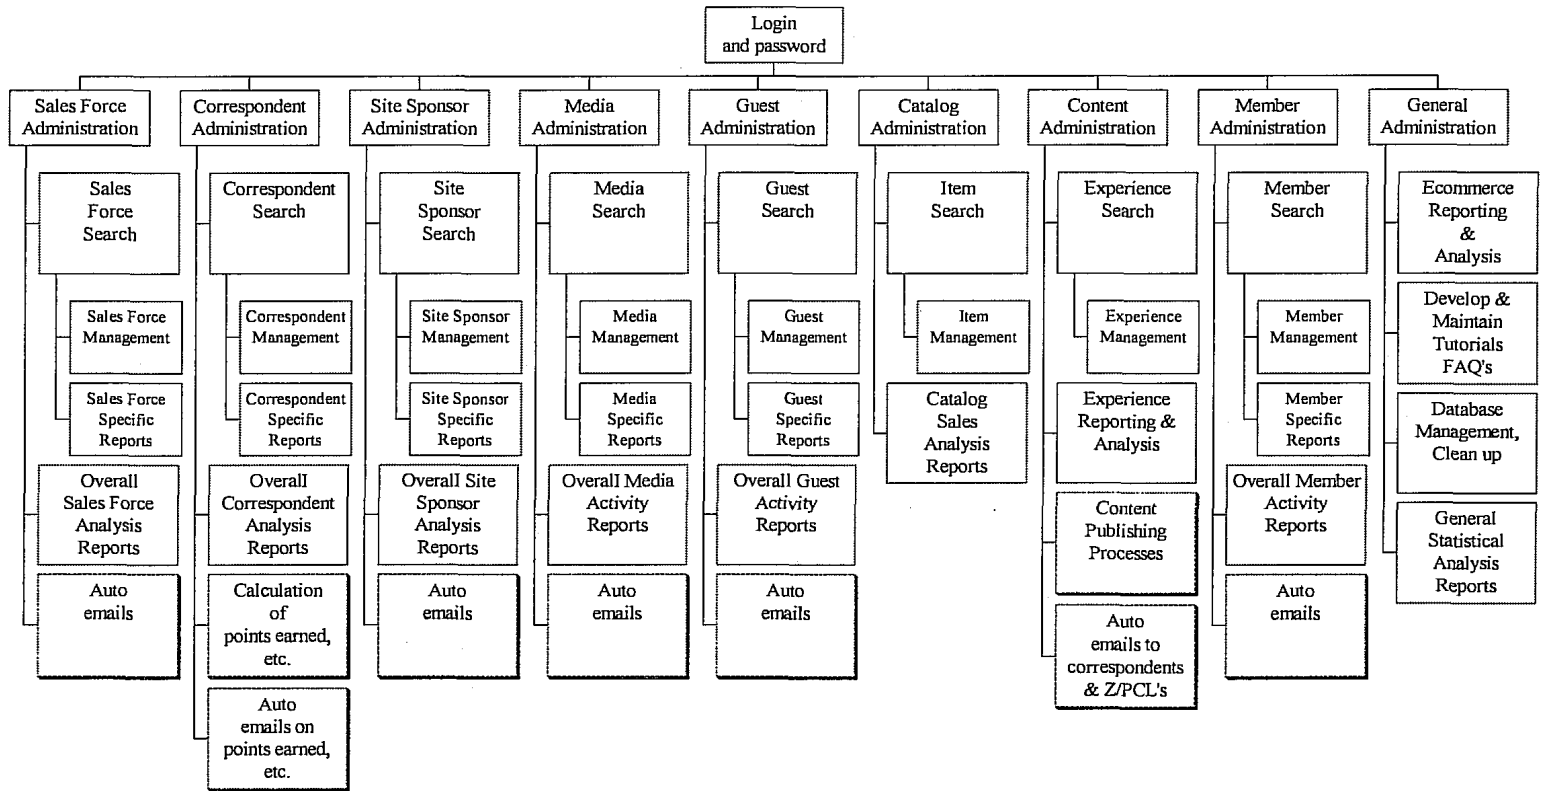 Login
and password
Sales Force
Administration
Correspondent
Administration
Site Sponsor
Administration
Media
Administration
Guest
Administration
Catalog
Administration
Content
Administration
Member
Administration
General
Administration
Sales
Force
Search
Sales Force
Management
Sales Force
Specific
Reports
Overall
Sales Force
Analysis
Reports
Auto
emails
Correspondent
Search
Correspondent
Management
Correspondent
Specific
Reports
Overall
Correspondent
Analysis
Reports
Calculation
of
points earned,
etc.
Auto
emails on
points earned,
etc.
Site
Sponsor
Search
Site Sponsor
Management
Site Sponsor
Specific
Reports
Overall Site
Sponsor
Analysis
Reports
Auto
emails
Media
Search
Media
Management
Media
Specific
Reports
Overall Media
Activity
Reports
Auto
emails
Guest
Search
Guest
Management
Guest
Specific
Reports
Overall Guest
Activity
Reports
Auto
emails
Item
Search
Item
Management
Catalog
Sales
Analysis
Reports
Experience
Search
Experience
Management
Experience
Reporting &
Analysis
Content
Publishing
Processes
Auto
emails to
correspondents
& Z/PCL's
Member
Search
Member
Management
Member
Specific
Reports
Overall Member
Activity
Reports
Auto
emails
Ecommerce
Reporting
&
Analysis
Develop &
Maintain
Tutorials
FAQ's
Database
Management,
Clean up
General
Statistical
Analysis
Reports